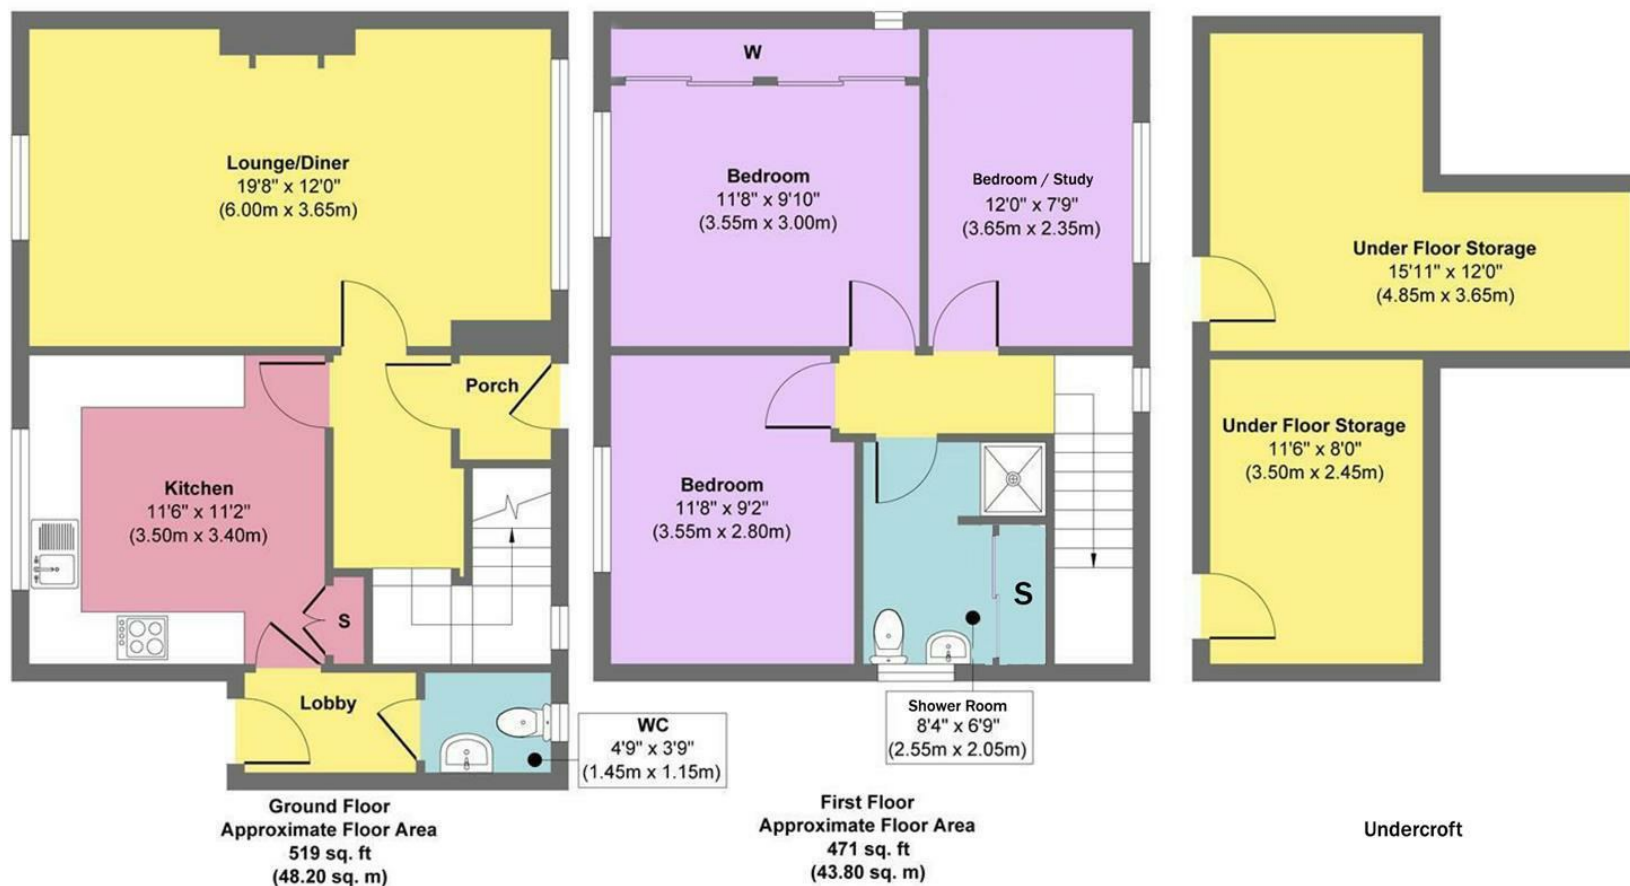 Lounge/Diner
19'8" x 12'0"
(6.00m x 3.65m)
Porch
Kitchen
11'6" x 11'2"
(3.50m x 3.40m)
S
Lobby
WC
4'9" x 3'9"
(1.45m x 1.15m)
Ground Floor
Approximate Floor Area
519 sq. ft
(48.20 sq. m)
W
Bedroom
11'8" x 9'10"
(3.55m x 3.00m)
Bedroom / Study
12'0" x 7'9"
(3.65m x 2.35m)
Bedroom
11'8" x 9'2"
(3.55m x 2.80m)
S
Shower Room
8'4" x 6'9"
(2.55m x 2.05m)
First Floor
Approximate Floor Area
471 sq. ft
(43.80 sq. m)
Under Floor Storage
15'11" x 12'0"
(4.85m x 3.65m)
Under Floor Storage
11'6" x 8'0"
(3.50m x 2.45m)
Undercroft